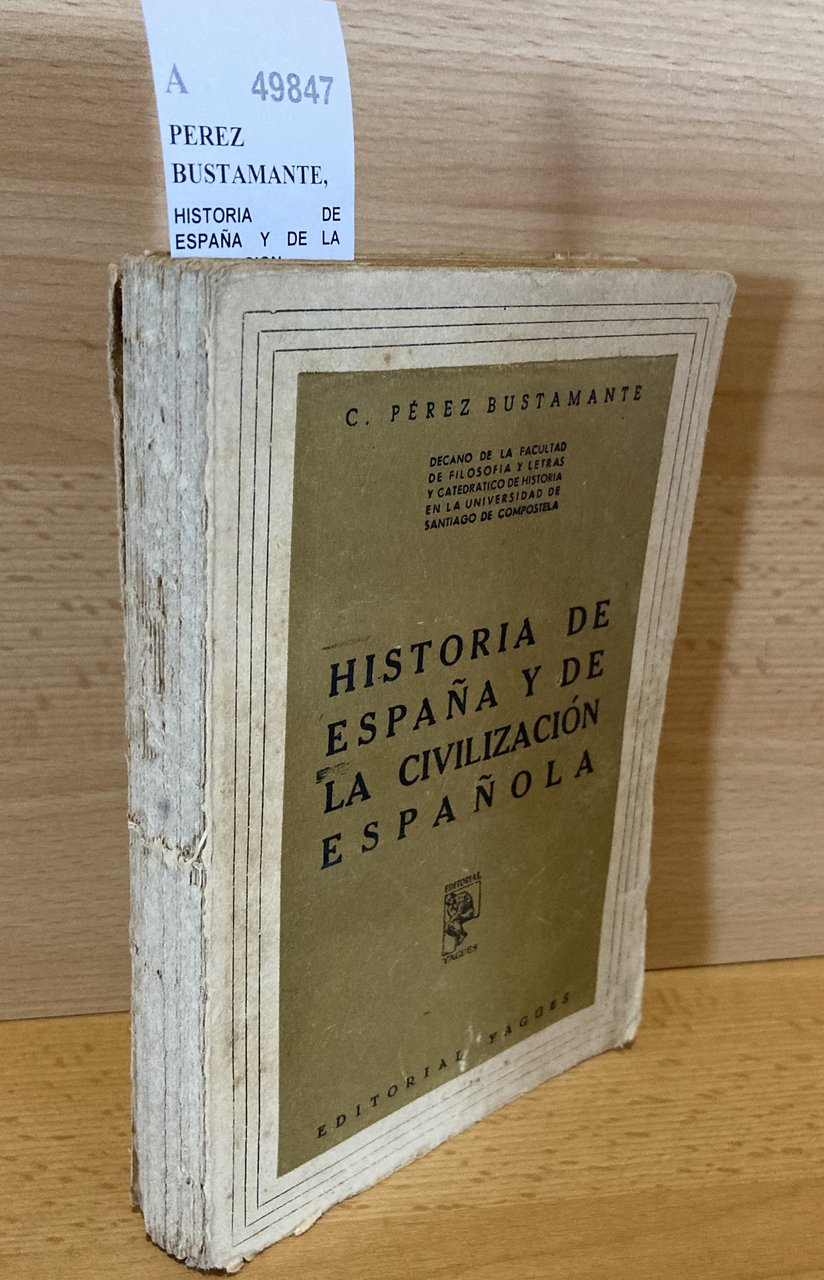 A 49847
PEREZ
BUSTAMANTE,
HISTORIA DE
ESPAÑA Y DE LA
C. PÉREZ BUSTAMANTE
DECANO DE LA FACULTAD
DE FILOSOFIA Y LETRAS
Y CATEDRATICO DE HISTORIA
EN LA UNIVERSIDAD DE
SANTIAGO DE COMPOSTELA
HISTORIA DE
ESPAÑA Y DE
LA CIVILIZACIÓN
ESPAÑOLA
EDITORIAL
YAGUES
EDITORIAL YAGÜES